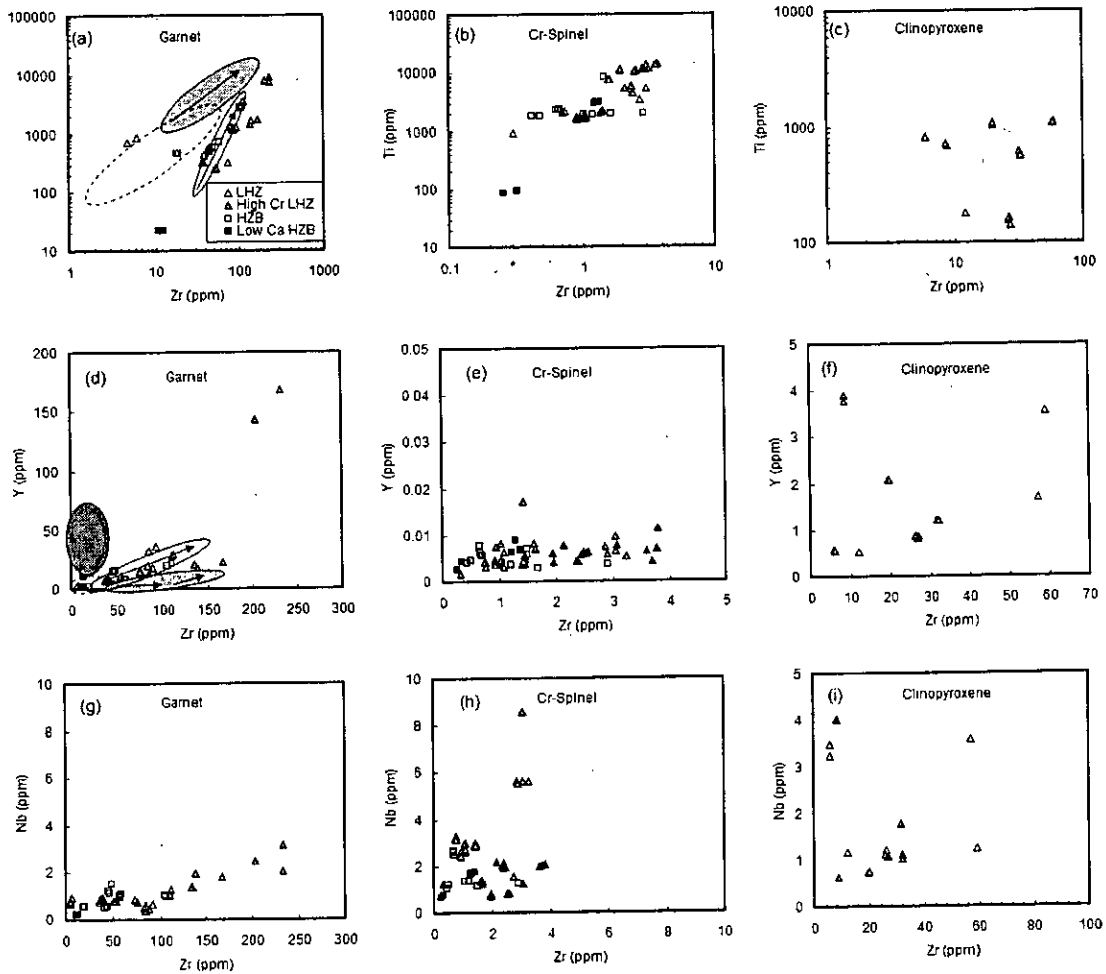 (a)
Garnet
100000
10000
1000
100
10
Ti (ppm)
1
10
100
1000
Zr (ppm)
LHZ
High Cr LHZ
HZB
Low Ca HZB
(b)
Cr-Spinel
100000
10000
1000
100
10
Ti (ppm)
0.1
1
10
Zr (ppm)
(c)
Clinopyroxene
10000
1000
100
Ti (ppm)
1
10
100
Zr (ppm)
(d)
Garnet
200
150
100
50
0
Y (ppm)
0
50
100
150
200
250
300
Zr (ppm)
(e)
Cr-Spinel
0.05
0.04
0.03
0.02
0.01
0
Y (ppm)
0
1
2
3
4
5
Zr (ppm)
(f)
Clinopyroxene
5
4
3
2
1
0
Y (ppm)
0
10
20
30
40
50
60
70
Zr (ppm)
(g)
Garnet
10
8
6
4
2
0
Nb (ppm)
0
50
100
150
200
250
300
Zr (ppm)
(h)
Cr-Spinel
10
8
6
4
2
0
Nb (ppm)
0
2
4
6
8
10
Zr (ppm)
(i)
Clinopyroxene
5
4
3
2
1
0
Nb (ppm)
0
20
40
60
80
100
Zr (ppm)